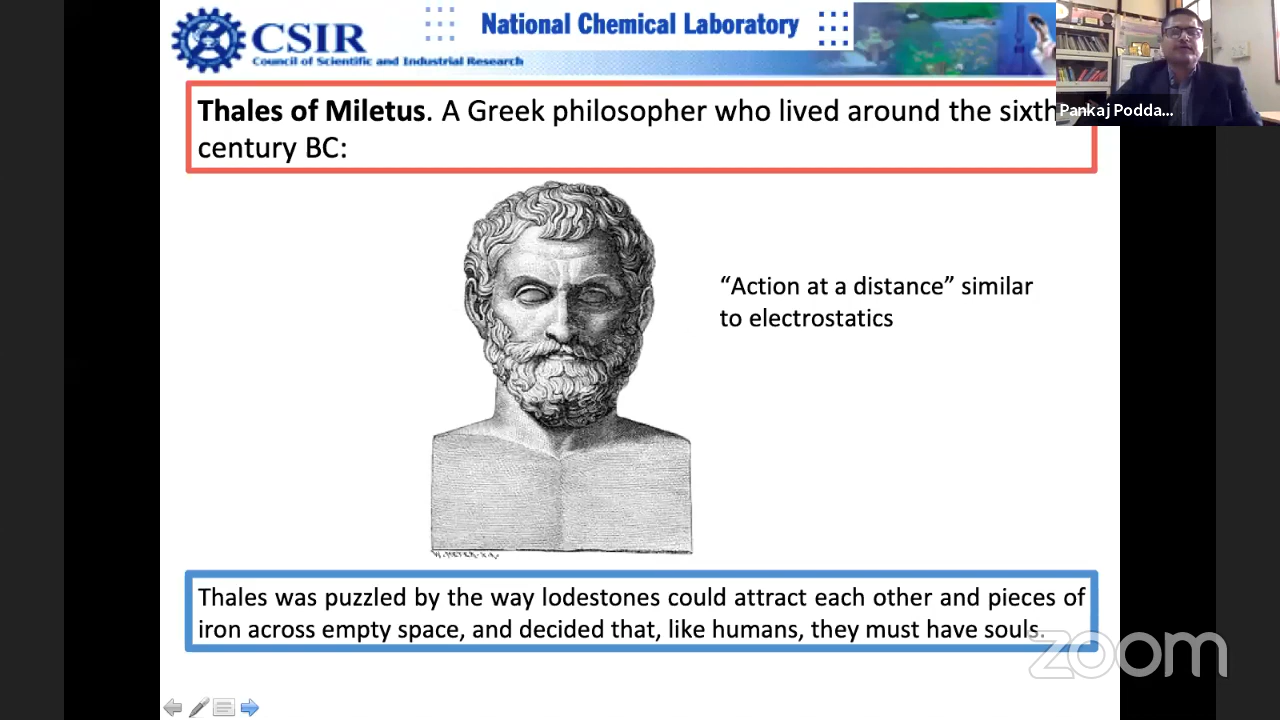 CSIR
Council of Scientific and Industrial Research
National Chemical Laboratory
Pankaj Podda...
Thales of Miletus. A Greek philosopher who lived around the sixth
century BC:
“Action at a distance” similar
to electrostatics
Thales was puzzled by the way lodestones could attract each other and pieces of
iron across empty space, and decided that, like humans, they must have souls.
zoom